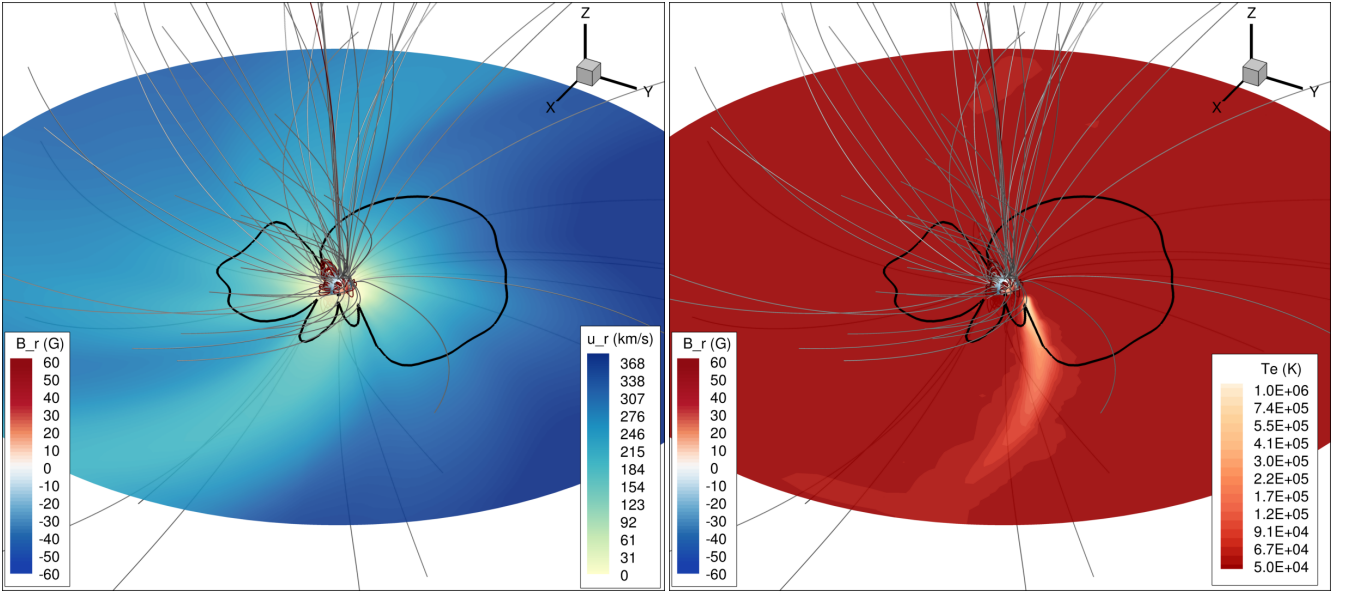 Z
X
Y
B_r (G)
60
50
40
30
20
10
0
-10
-20
-30
-40
-50
-60
u_r (km/s)
368
338
307
276
246
215
184
154
123
92
61
31
0
Z
X
Y
B_r (G)
60
50
40
30
20
10
0
-10
-20
-30
-40
-50
-60
Te (K)
1.0E+06
7.4E+05
5.5E+05
4.1E+05
3.0E+05
2.2E+05
1.7E+05
1.2E+05
9.1E+04
6.7E+04
5.0E+04